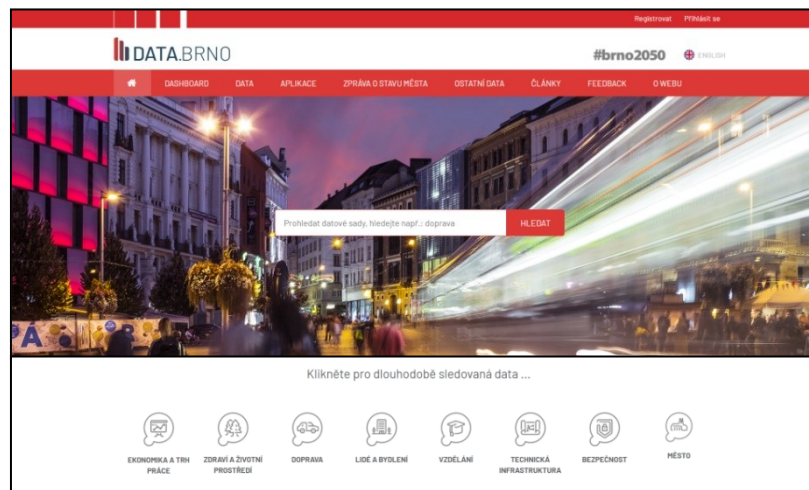 Registrovat Přihlásit se
DATA.BRNO
#brno2050 ENGLISH
DASHBOARD DATA APLIKACE ZPRÁVA O STAVU MĚSTA OSTATNÍ DATA ČLÁNKY FEEDBACK O WEBU
Prohledat datové sady, hledejte např.: doprava HLEDAT
Klikněte pro dlouhodobě sledovaná data ...
EKONOMIKA A TRH
PRÁCE
ZDRAVÍ A ŽIVOTNÍ
PROSTŘEDÍ
DOPRAVA
LIDÉ A BYDLENÍ
VZDĚLÁNÍ
TECHNICKÁ
INFRASTRUKTURA
BEZPEČNOST
MĚSTO